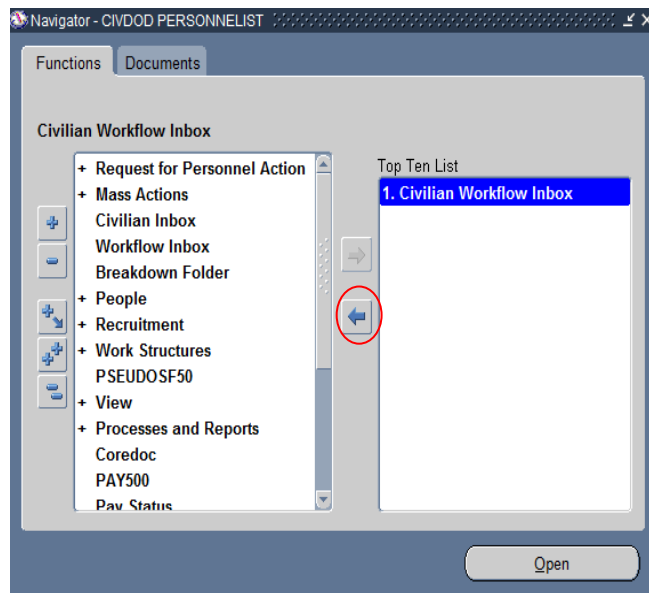 Navigator - CIVDOD PERSONNELIST
Functions
Documents
Civilian Workflow Inbox
+ Request for Personnel Action
+ Mass Actions
Civilian Inbox
Workflow Inbox
Breakdown Folder
+ People
+ Recruitment
+ Work Structures
PSEUDOSF50
+ View
+ Processes and Reports
Coredoc
PAY500
Pay Status
Top Ten List
1. Civilian Workflow Inbox
Open